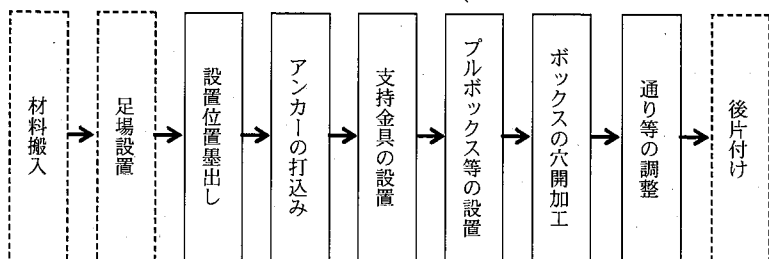 材料搬入
足場設置
設置位置墨出し
アンカーの打込み
支持金具の設置
プルボックス等の設置
ボックスの穴開加工
通り等の調整
後片付け